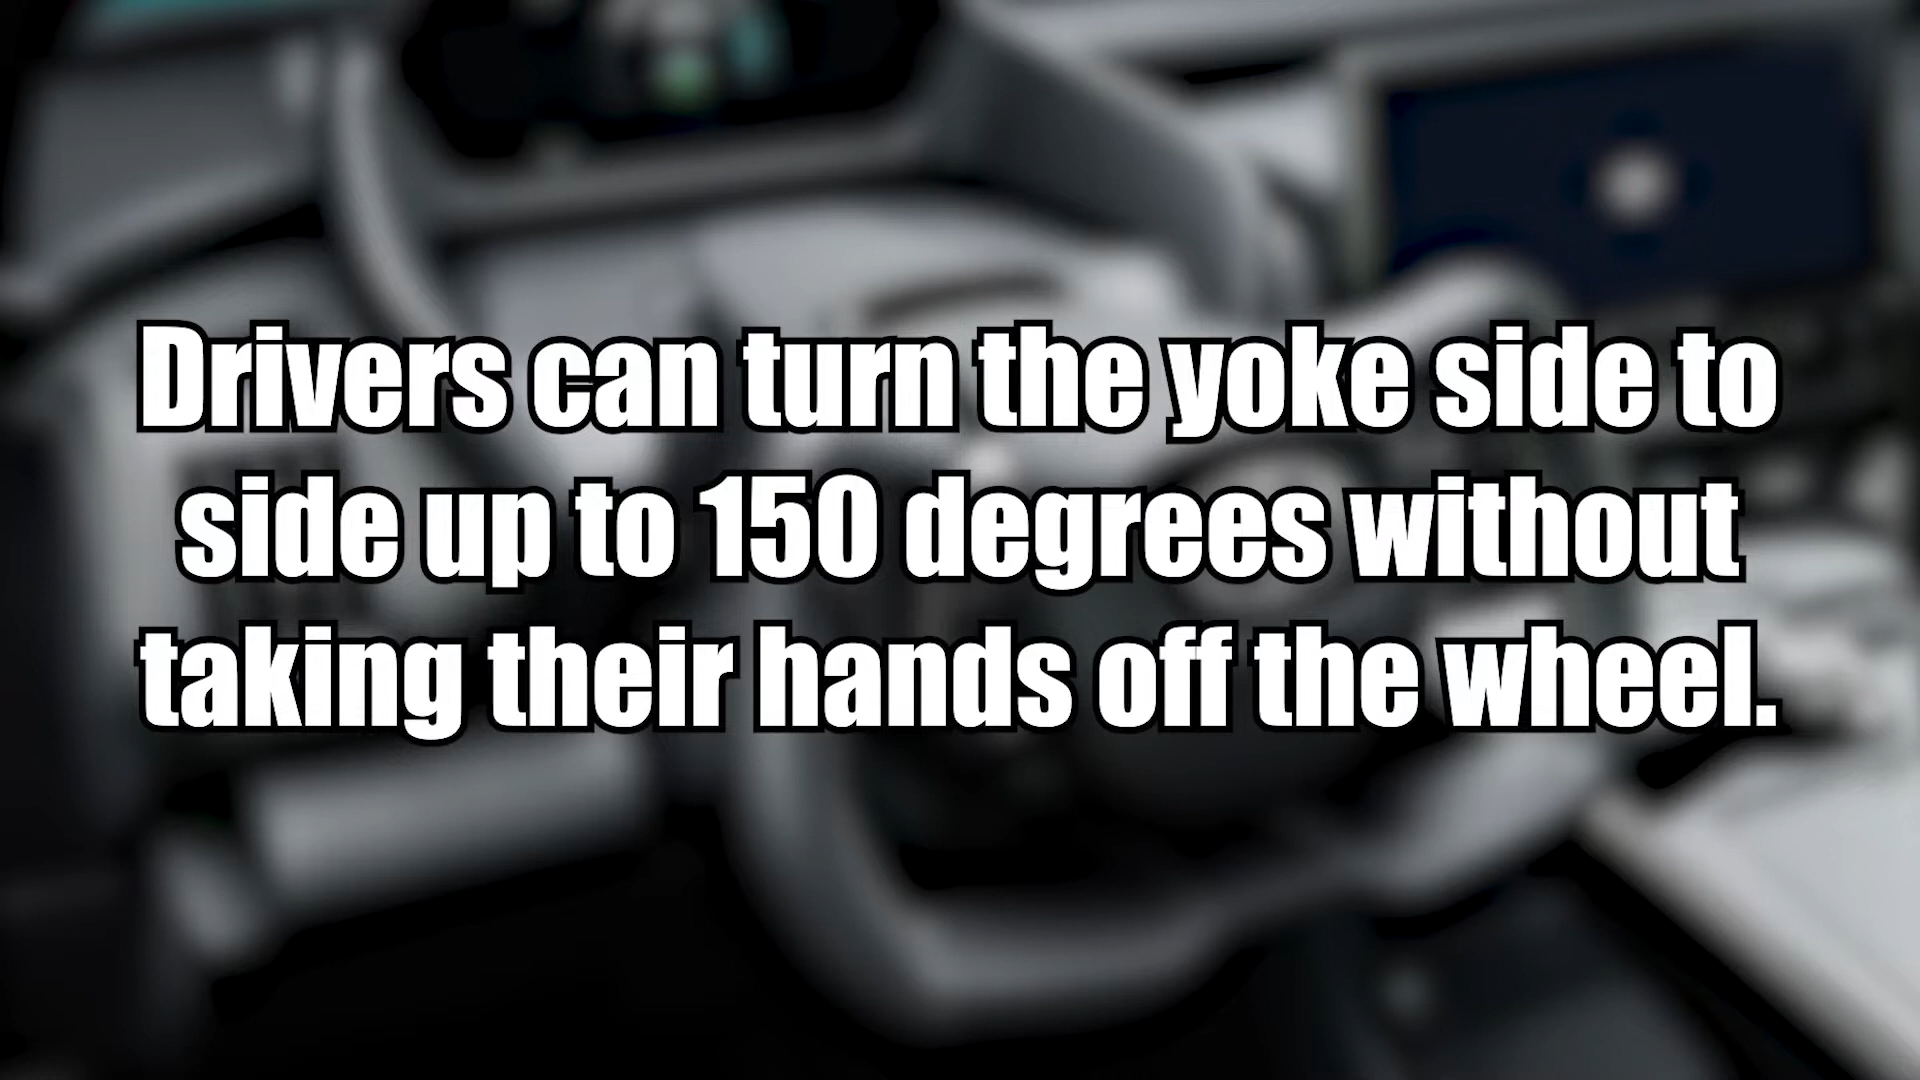 Drivers can turn the yoke side to
side up to 150 degrees without
taking their hands off the wheel.